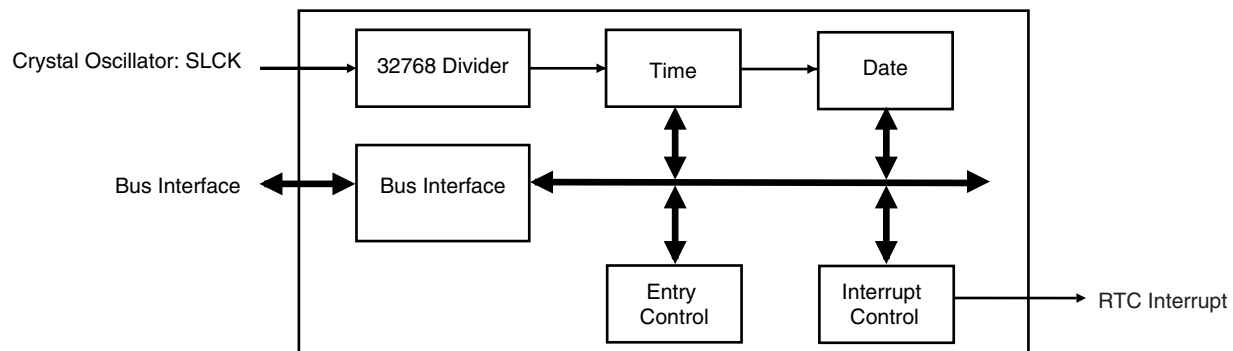 Crystal Oscillator: SLCK
32768 Divider
Time
Date
Bus Interface
Bus Interface
Entry
Control
Interrupt
Control
RTC Interrupt